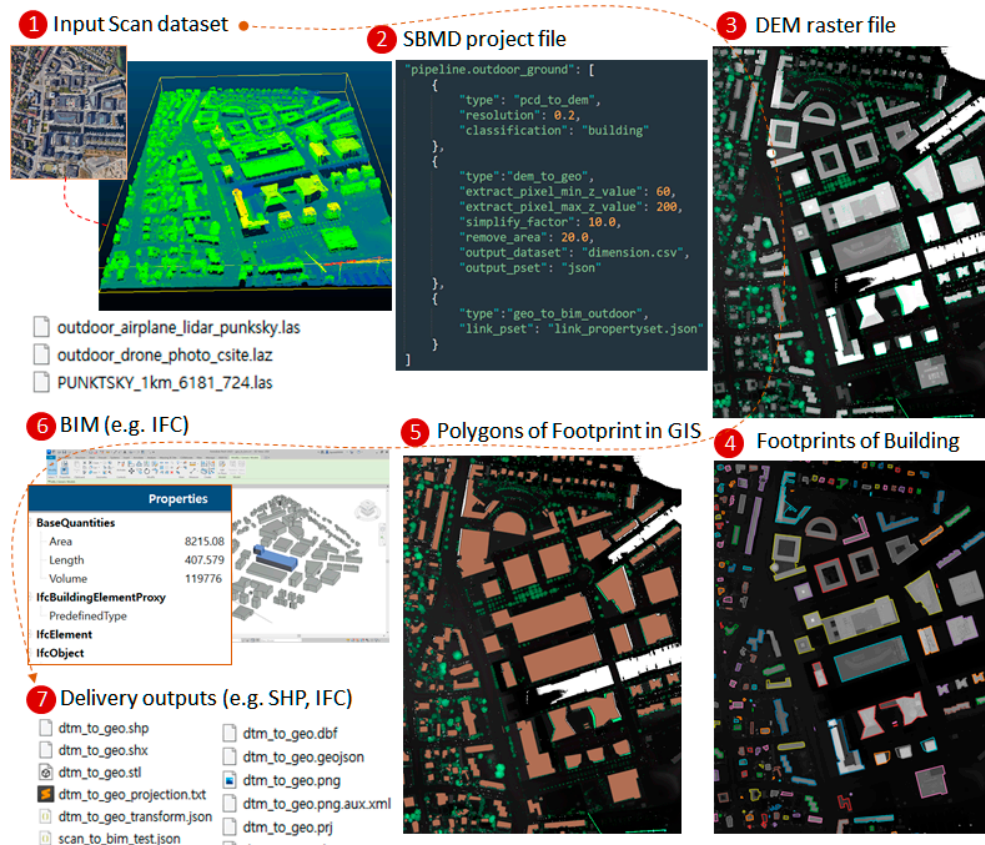 1 Input Scan dataset
outdoor_airplane_lidar_punksky.las
outdoor_drone_photo_csite.laz
PUNKTSKY_1km_6181_724.las
2 SBMD project file
"pipeline.outdoor_ground": [
{
"type": "pcd_to_dem",
"resolution": 0.2,
"classification": "building"
},
{
"type":"dem_to_geo",
"extract_pixel_min_z_value": 60,
"extract_pixel_max_z_value": 200,
"simplify_factor": 10.0,
"remove_area": 20.0,
"output_dataset": "dimension.csv",
"output_pset": "json"
},
{
"type":"geo_to_bim_outdoor",
"link_pset": "link_propertyset.json"
}
]
3 DEM raster file
4 Footprints of Building
5 Polygons of Footprint in GIS
6 BIM (e.g. IFC)
Properties
BaseQuantities
Area 8215.08
Length 407.579
Volume 119776
IfcBuildingElementProxy
PredefinedType
IfcElement
IfcObject
7 Delivery outputs (e.g. SHP, IFC)
dtm_to_geo.shp
dtm_to_geo.shx
dtm_to_geo.stl
dtm_to_geo_projection.txt
dtm_to_geo_transform.json
scan_to_bim_test.json
dtm_to_geo.dbf
dtm_to_geo.geojson
dtm_to_geo.png
dtm_to_geo.png.aux.xml
dtm_to_geo.prj